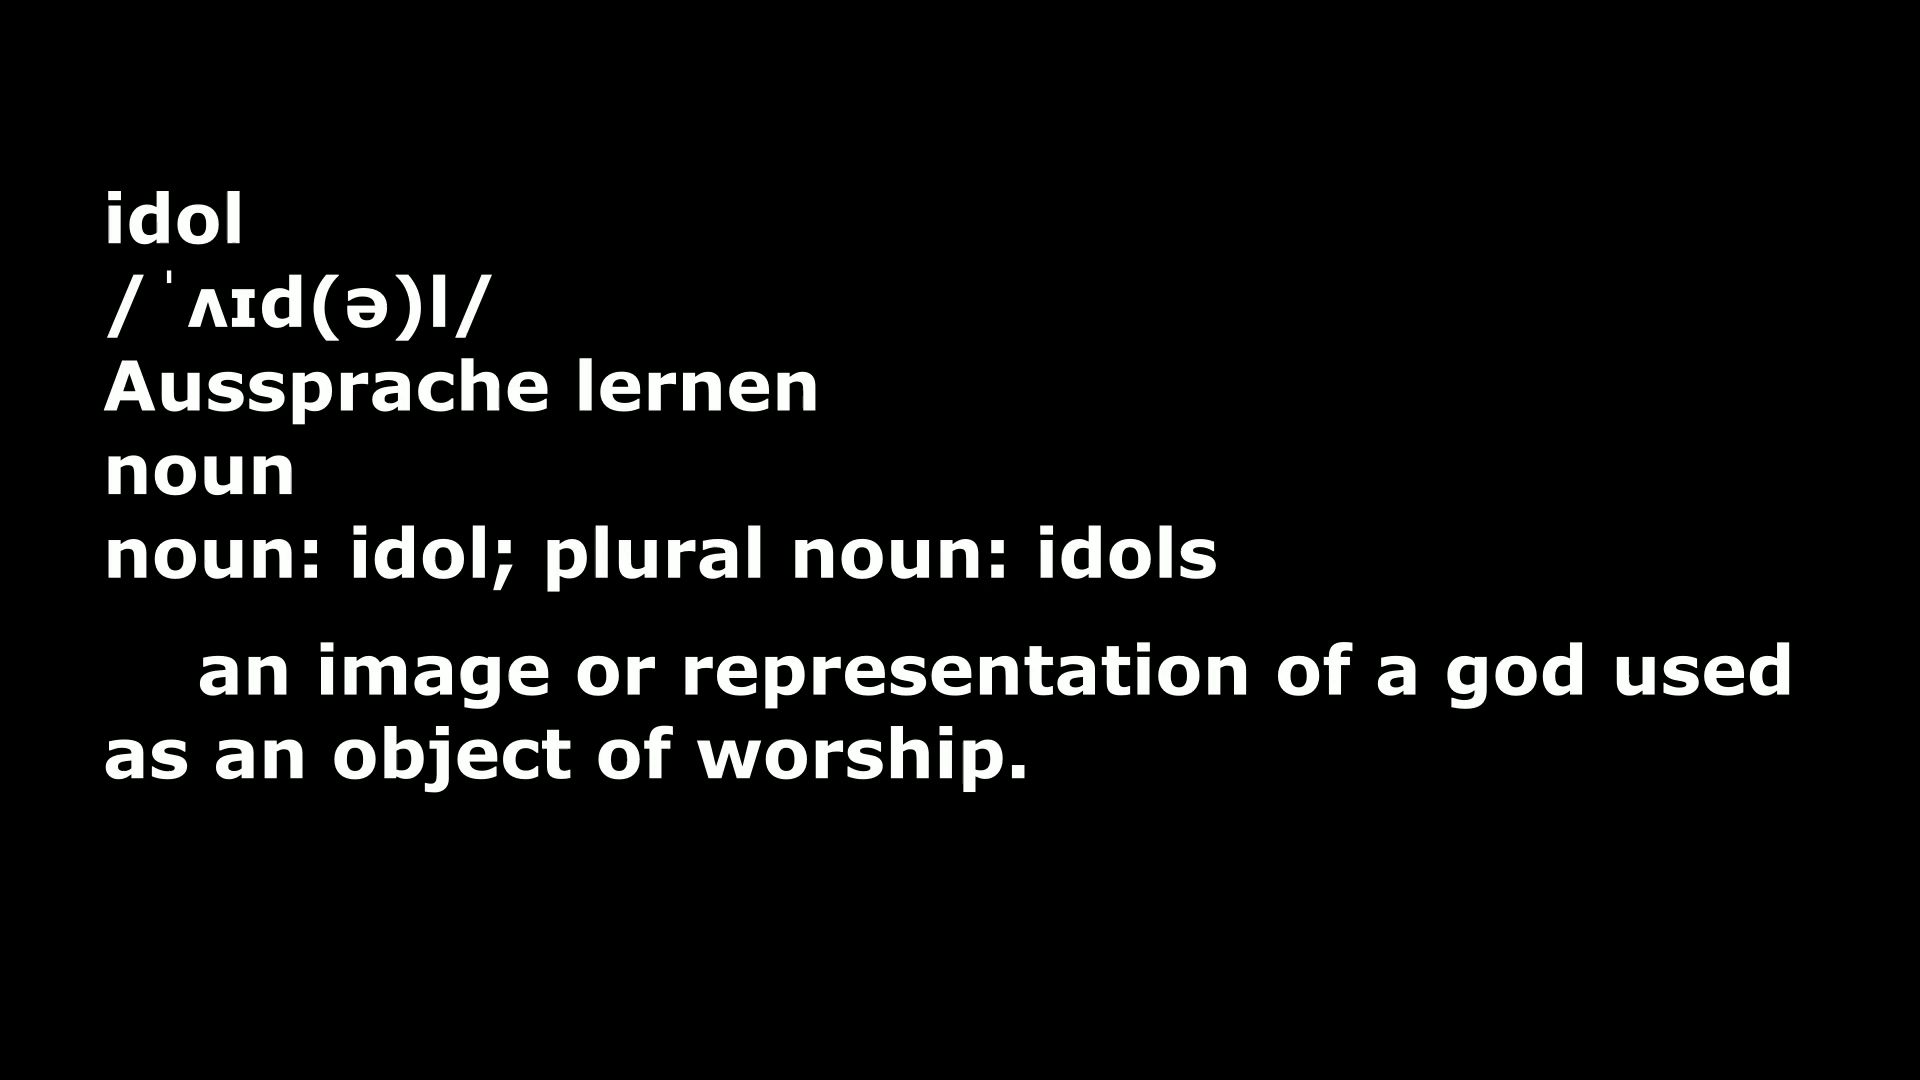 idol
/ˈʌɪd(ə)l/
Aussprache lernen
noun
noun: idol; plural noun: idols
an image or representation of a god used
as an object of worship.